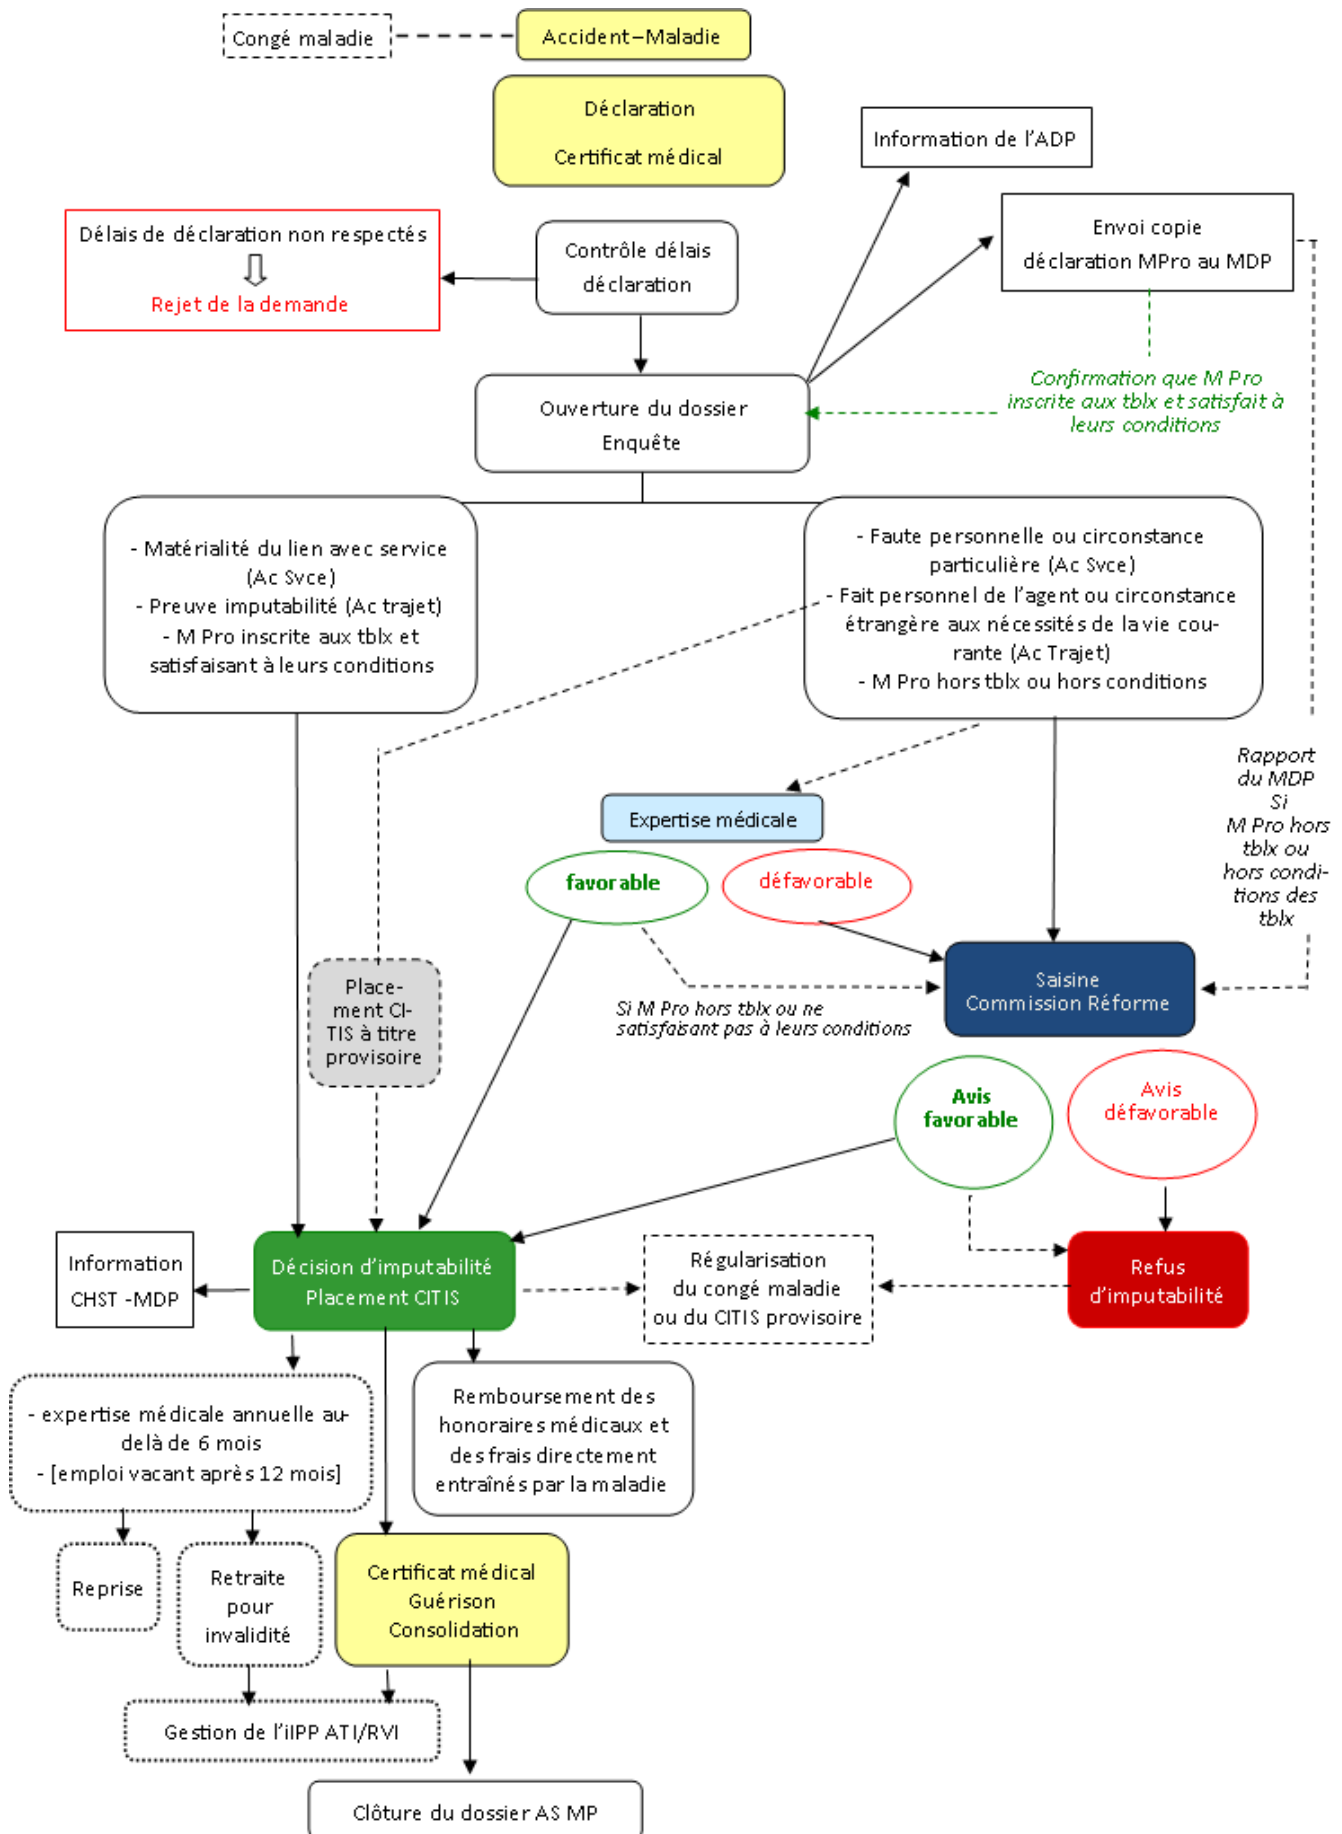 Congé maladie
Accident–Maladie
Déclaration
Certificat médical
Information de l'ADP
Délais de déclaration non respectés
Rejet de la demande
Contrôle délais
déclaration
Envoi copie
déclaration MPro au MDP
Confirmation que M Pro
inscrite aux tblx et satisfait à
leurs conditions
Ouverture du dossier
Enquête
- Matérialité du lien avec service
(Ac Svce)
- Preuve imputabilité (Ac trajet)
- M Pro inscrite aux tblx et
satisfaisant à leurs conditions
- Faute personnelle ou circonstance
particulière (Ac Svce)
- Fait personnel de l'agent ou circonstance
étrangère aux nécessités de la vie cou-
rante (Ac Trajet)
- M Pro hors tblx ou hors conditions
Rapport
du MDP
Si
M Pro hors
tblx ou
hors condi-
tions des
tblx
Expertise médicale
favorable
défavorable
Saisine
Commission Réforme
Si M Pro hors tblx ou ne
satisfaisant pas à leurs conditions
Place-
ment CI-
TIS à titre
provisoire
Avis
favorable
Avis
défavorable
Information
CHST -MDP
Décision d'imputabilité
Placement CITIS
Régularisation
du congé maladie
ou du CITIS provisoire
Refus
d'imputabilité
- expertise médicale annuelle au-
delà de 6 mois
- [emploi vacant après 12 mois]
Remboursement des
honoraires médicaux et
des frais directement
entraînés par la maladie
Reprise
Retraite
pour
invalidité
Certificat médical
Guérison
Consolidation
Gestion de l'iIPP ATI/RVI
Clôture du dossier AS MP